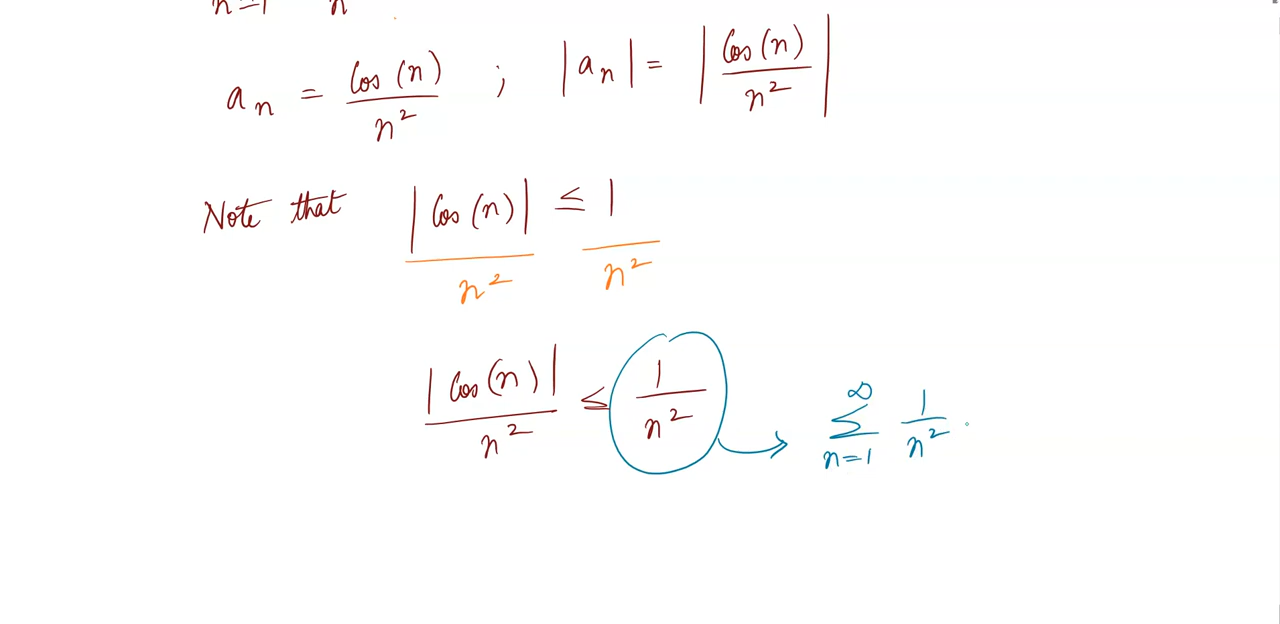 n=1 n
a_n = Cos(n)/n² ; |a_n| = |Cos(n)/n²|
Note that |Cos(n)|/n² ≤ 1/n²
|Cos(n)|/n² ≤ 1/n² → ∑_{n=1}^{∞} 1/n²